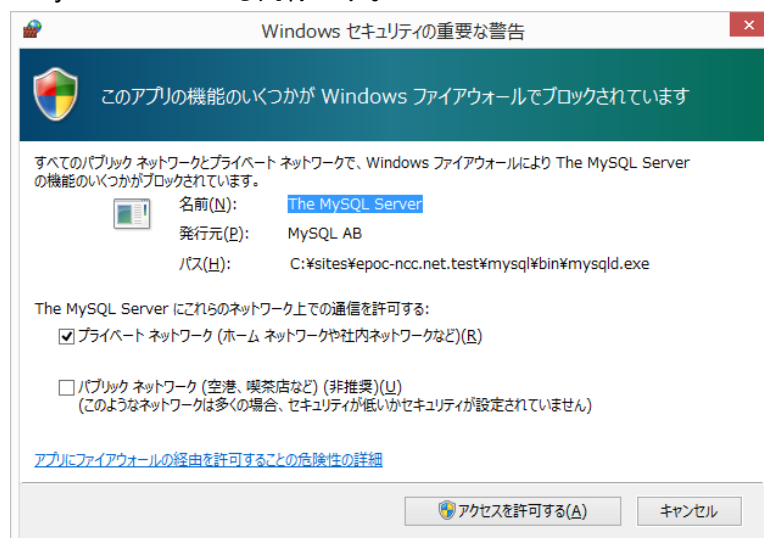 Windows セキュリティの重要な警告
このアプリの機能のいくつかが Windows ファイアウォールでブロックされています
すべてのパブリック ネットワークとプライベート ネットワークで、Windows ファイアウォールにより The MySQL Server
の機能のいくつかがブロックされています。
名前(N): The MySQL Server
発行元(P): MySQL AB
パス(H): C:¥sites¥epoc-ncc.net.test¥mysql¥bin¥mysqld.exe
The MySQL Server にこれらのネットワーク上での通信を許可する:
プライベート ネットワーク (ホーム ネットワークや社内ネットワークなど)(R)
パブリック ネットワーク (空港、喫茶店など) (非推奨)(U)
(このようなネットワークは多くの場合、セキュリティが低いかセキュリティが設定されていません)
アプリにファイアウォールの経由を許可することの危険性の詳細
アクセスを許可する(A) キャンセル